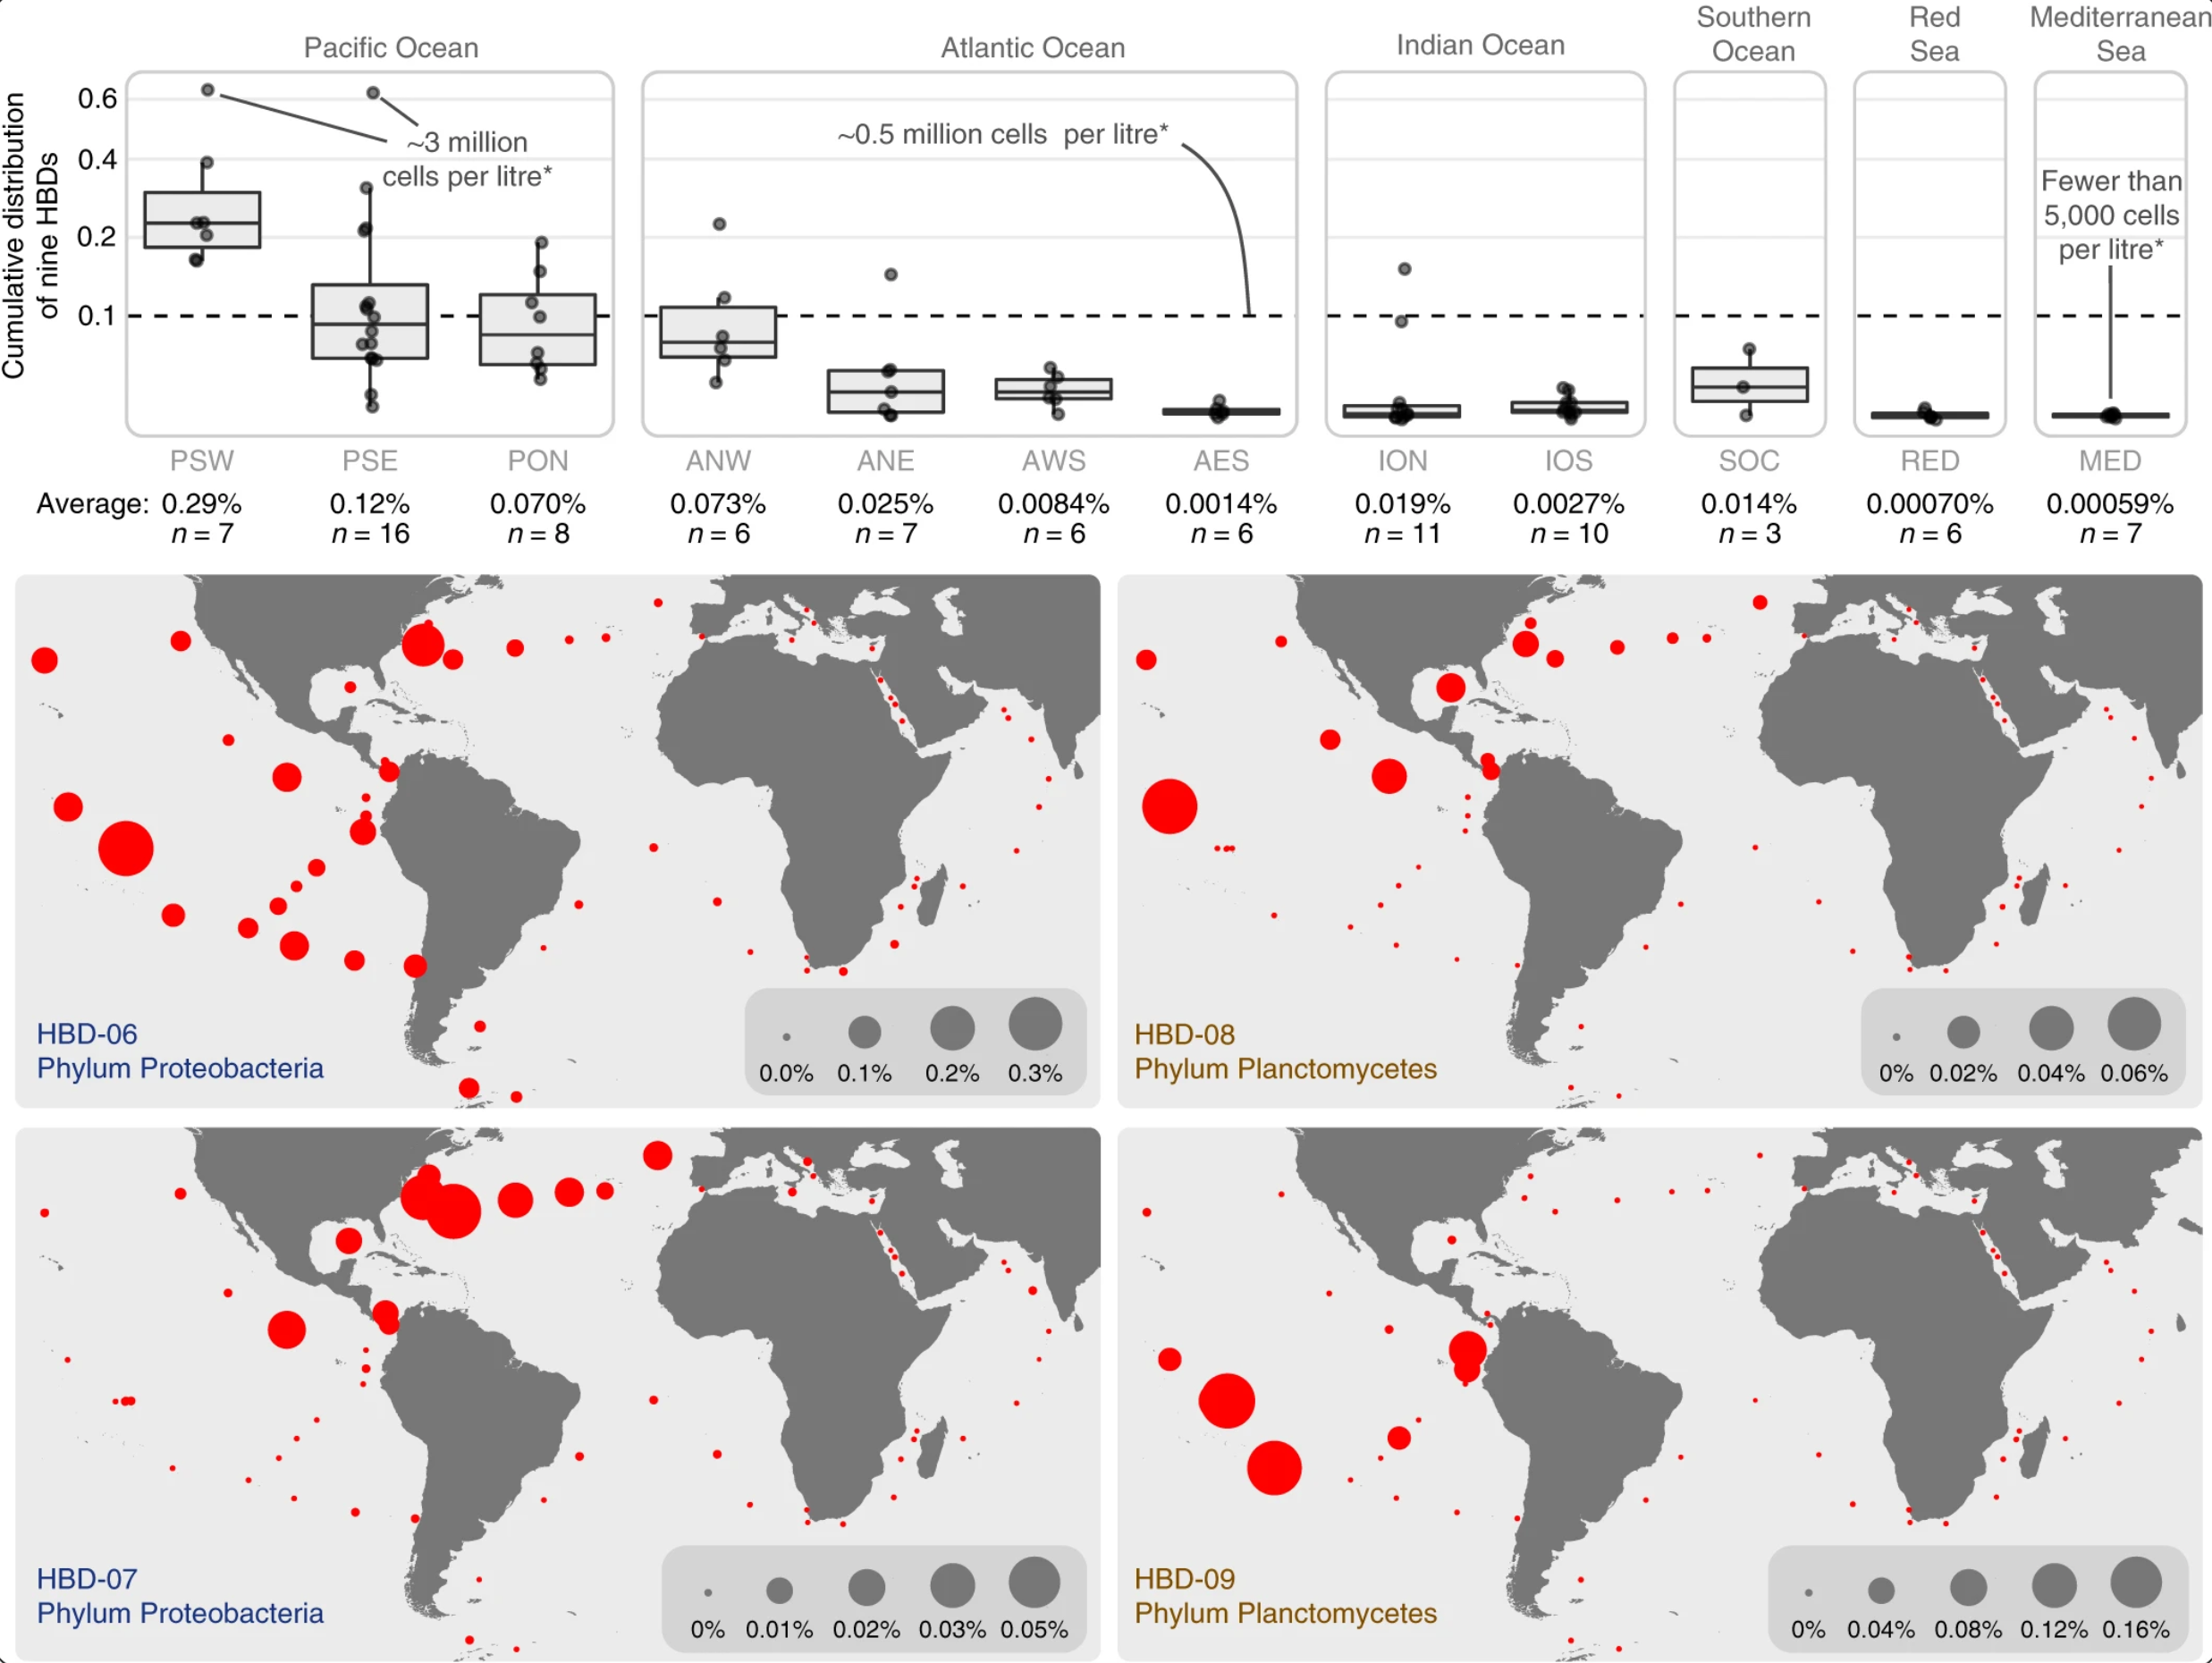 Pacific Ocean
Atlantic Ocean
Indian Ocean
Southern
Ocean
Red
Sea
Mediterranean
Sea
Cumulative distribution
of nine HBDs
0.6
0.4
0.2
0.1
~3 million
cells per litre*
~0.5 million cells per litre*
Fewer than
5,000 cells
per litre*
PSW PSE PON ANW ANE AWS AES ION IOS SOC RED MED
Average: 0.29% 0.12% 0.070% 0.073% 0.025% 0.0084% 0.0014% 0.019% 0.0027% 0.014% 0.00070% 0.00059%
n = 7 n = 16 n = 8 n = 6 n = 7 n = 6 n = 6 n = 11 n = 10 n = 3 n = 6 n = 7
HBD-06
Phylum Proteobacteria
0.0% 0.1% 0.2% 0.3%
HBD-08
Phylum Planctomycetes
0% 0.02% 0.04% 0.06%
HBD-07
Phylum Proteobacteria
0% 0.01% 0.02% 0.03% 0.05%
HBD-09
Phylum Planctomycetes
0% 0.04% 0.08% 0.12% 0.16%